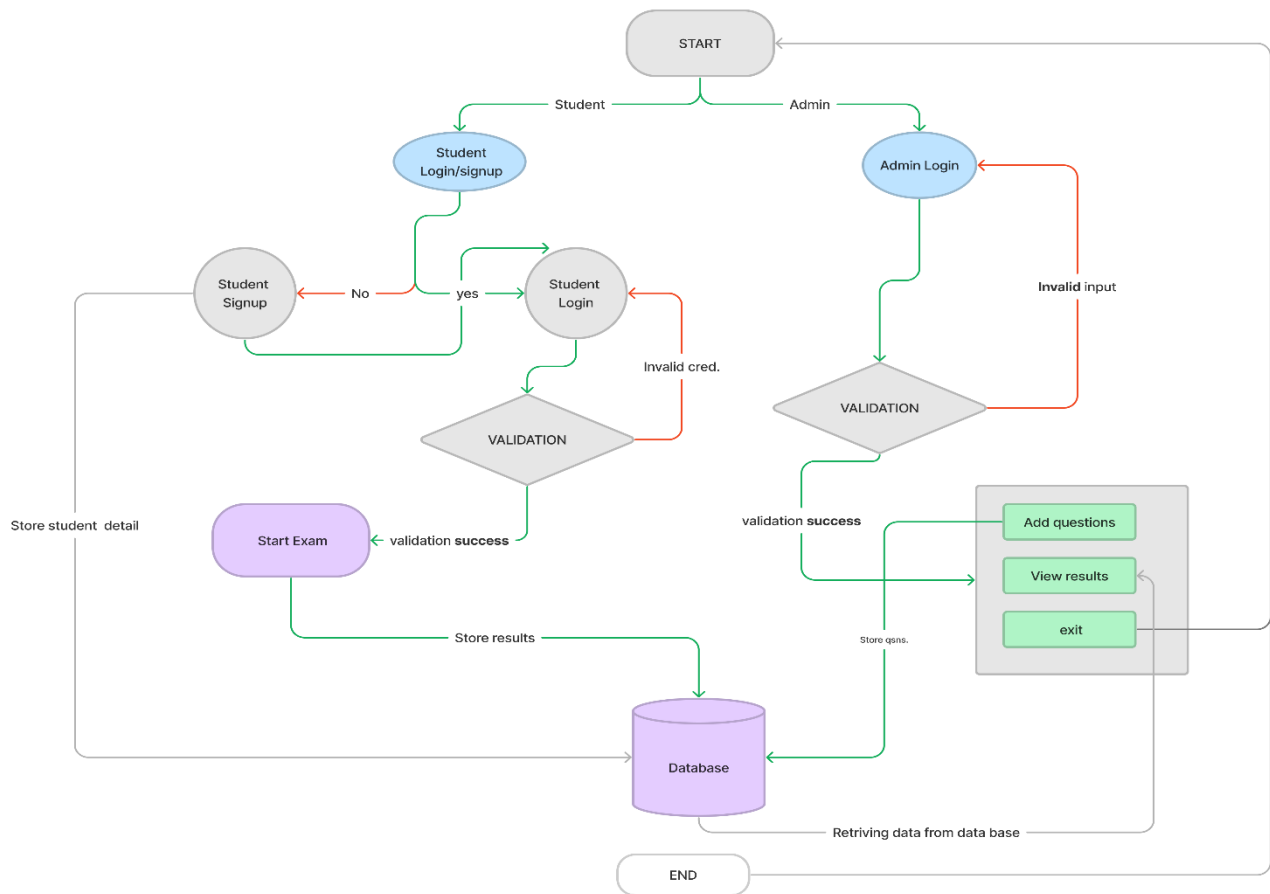 START
Student
Admin
Student
Login/signup
Admin Login
Student
Signup
No
yes
Student
Login
Invalid input
Invalid cred.
VALIDATION
VALIDATION
Store student  detail
Start Exam
validation success
validation success
Add questions
View results
exit
Store results
Store qsns.
Database
Retriving data from data base
END